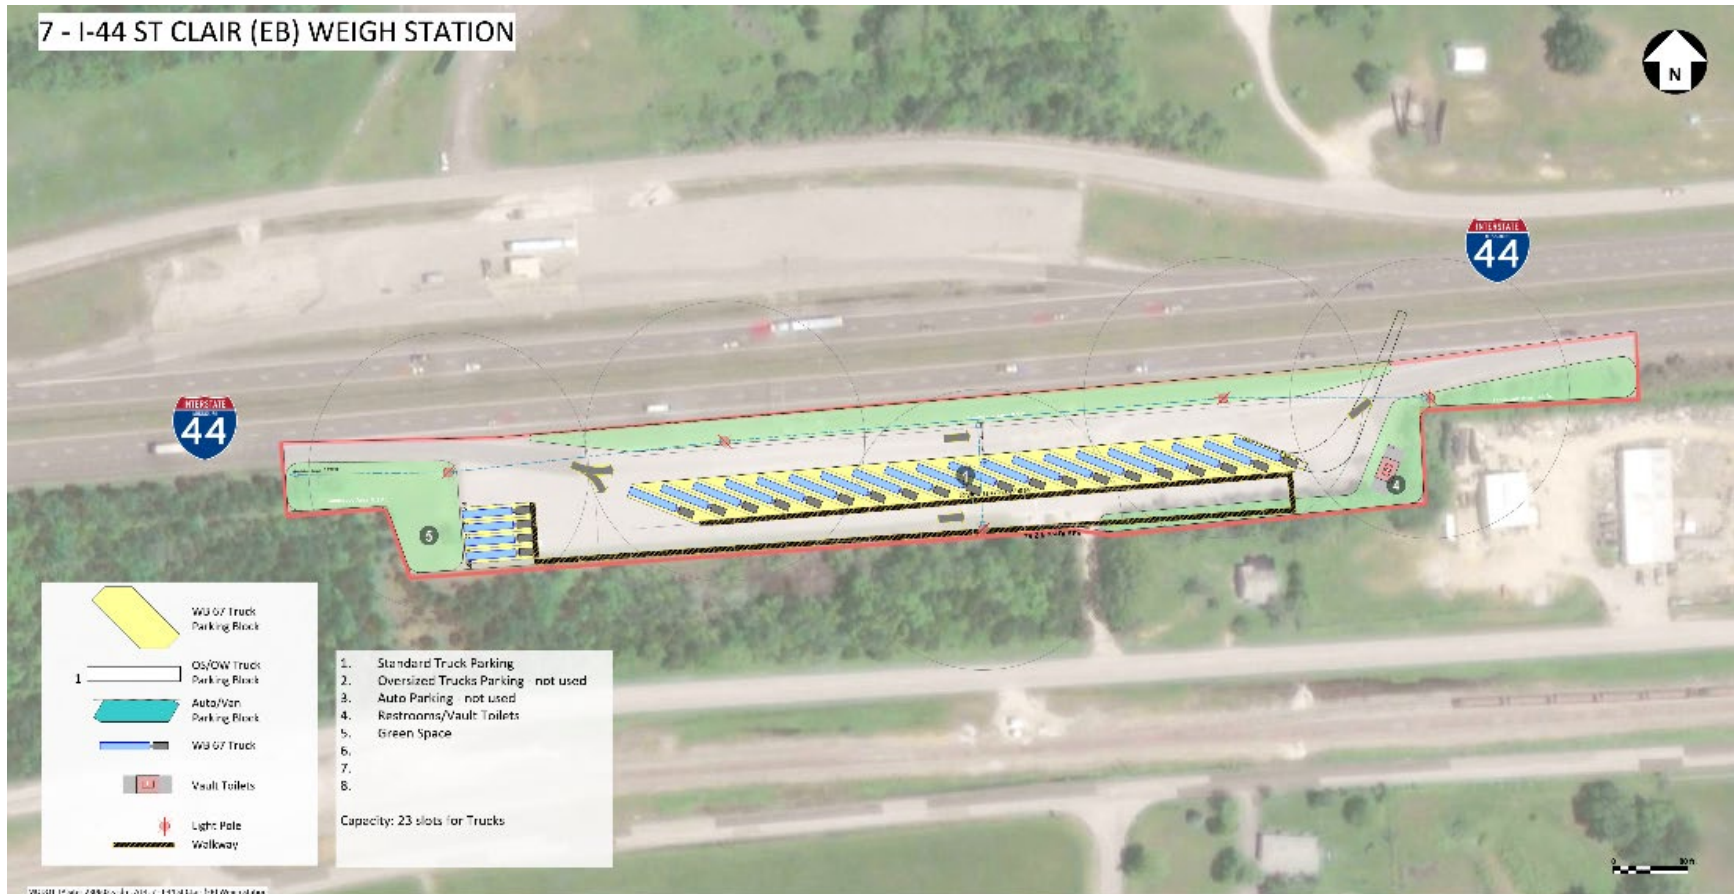 7 - I-44 ST CLAIR (EB) WEIGH STATION
N
INTERSTATE
44
INTERSTATE
44
1
4
5
WB 67 Truck
Parking Block
1
OS/OW Truck
Parking Block
Auto/Van
Parking Block
WB 67 Truck
Vault Toilets
Light Pole
Walkway
1. Standard Truck Parking
2. Oversized Trucks Parking - not used
3. Auto Parking - not used
4. Restrooms/Vault Toilets
5. Green Space
6.
7.
8.
Capacity: 23 slots for Trucks
0